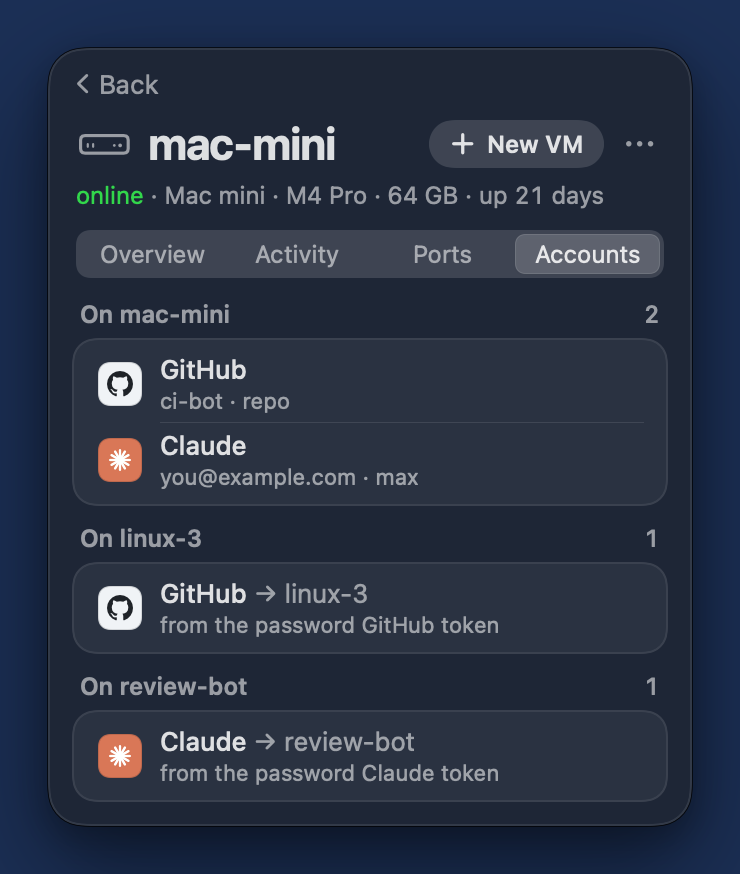 Back
mac-mini
New VM
online · Mac mini · M4 Pro · 64 GB · up 21 days
Overview Activity Ports Accounts
On mac-mini 2
GitHub
ci-bot · repo
Claude
you@example.com · max
On linux-3 1
GitHub → linux-3
from the password GitHub token
On review-bot 1
Claude → review-bot
from the password Claude token